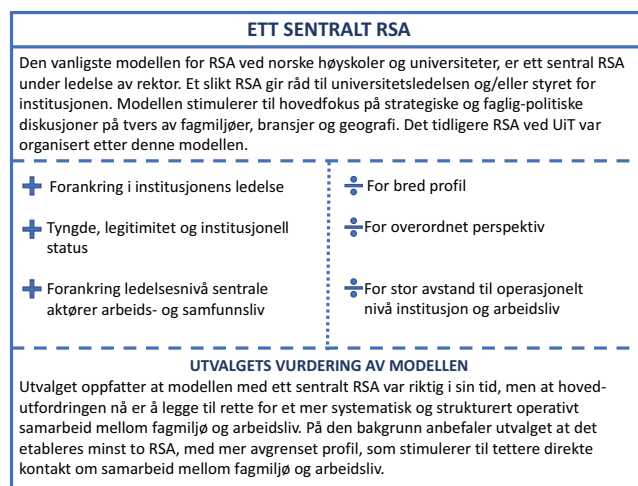 ETT SENTRALT RSA
Den vanligste modellen for RSA ved norske høyskoler og universiteter, er ett sentral RSA
under ledelse av rektor. Et slikt RSA gir råd til universitetsledelsen og/eller styret for
institusjonen. Modellen stimulerer til hovedfokus på strategiske og faglig-politiske
diskusjoner på tvers av fagmiljøer, bransjer og geografi. Det tidligere RSA ved UiT var
organisert etter denne modellen.
Forankring i institusjonens ledelse
Tyngde, legitimitet og institusjonell
status
Forankring ledelsesnivå sentrale
aktører arbeids- og samfunnsliv
For bred profil
For overordnet perspektiv
For stor avstand til operasjonelt
nivå institusjon og arbeidsliv
UTVALGETS VURDERING AV MODELLEN
Utvalget oppfatter at modellen med ett sentralt RSA var riktig i sin tid, men at hoved-
utfordringen nå er å legge til rette for et mer systematisk og strukturert operativt
samarbeid mellom fagmiljø og arbeidsliv. På den bakgrunn anbefaler utvalget at det
etableres minst to RSA, med mer avgrenset profil, som stimulerer til tettere direkte
kontakt om samarbeid mellom fagmiljø og arbeidsliv.